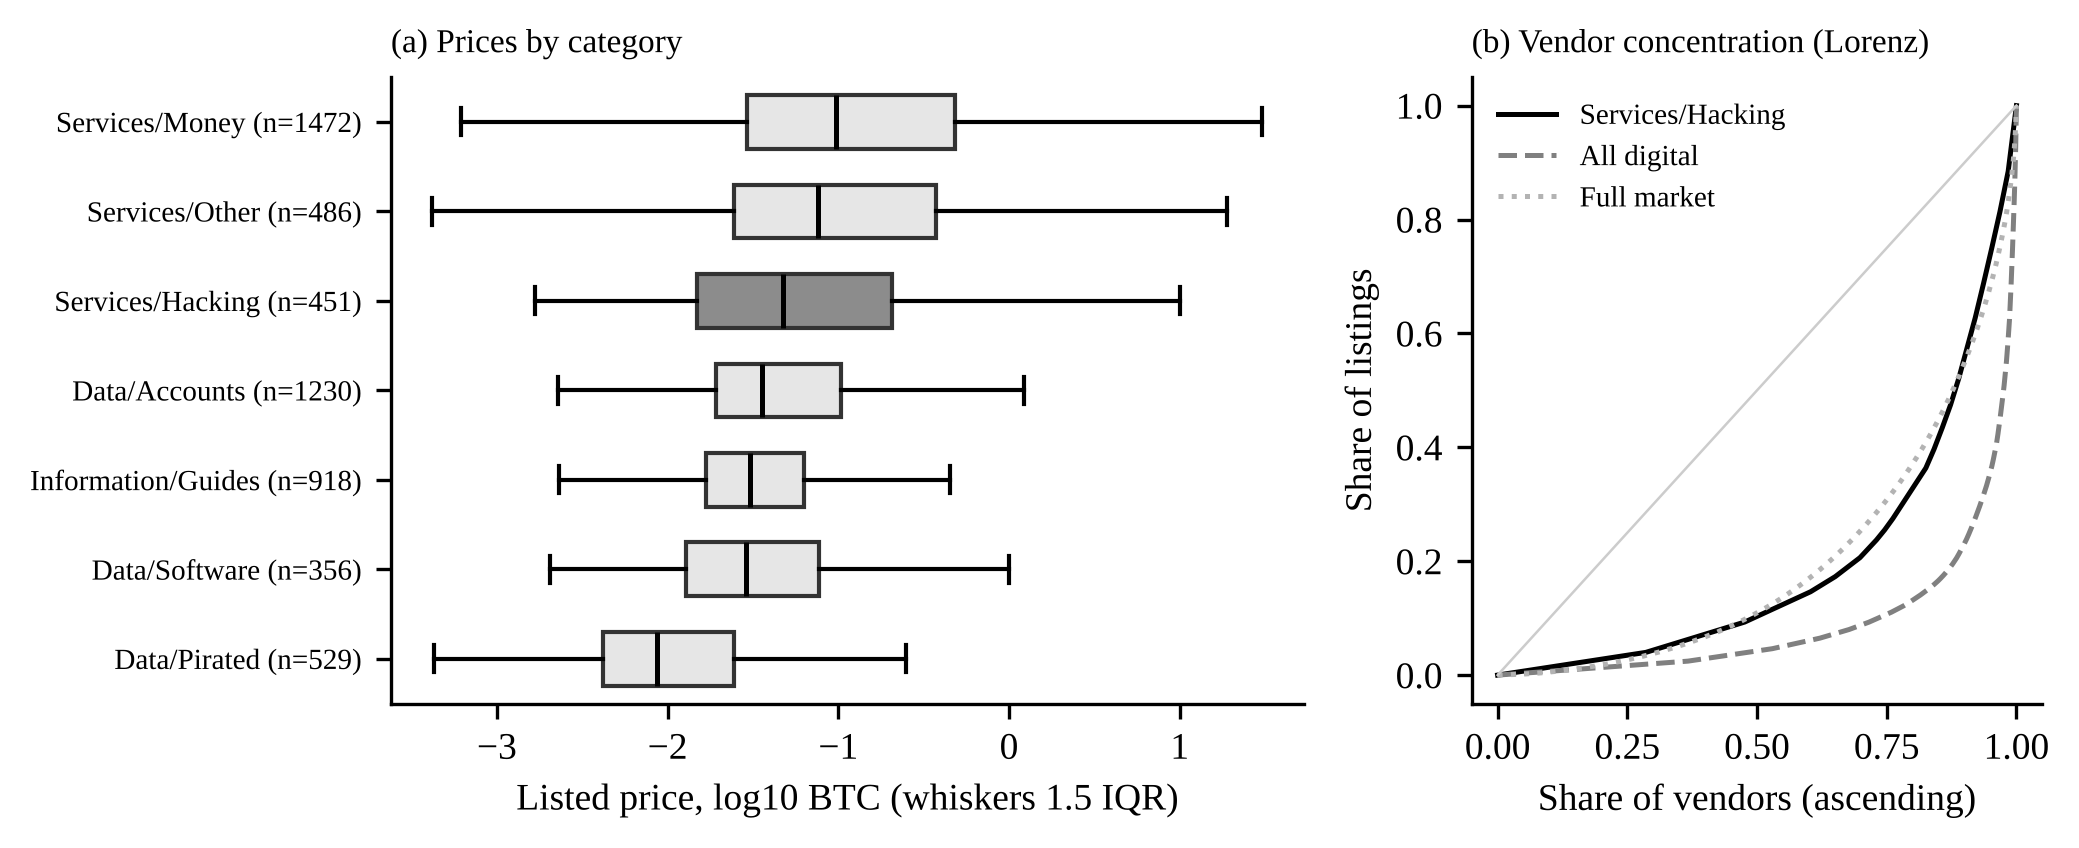 (a) Prices by category
Services/Money (n=1472)
Services/Other (n=486)
Services/Hacking (n=451)
Data/Accounts (n=1230)
Information/Guides (n=918)
Data/Software (n=356)
Data/Pirated (n=529)
−3 −2 −1 0 1
Listed price, log10 BTC (whiskers 1.5 IQR)
(b) Vendor concentration (Lorenz)
Services/Hacking
All digital
Full market
Share of listings
1.0
0.8
0.6
0.4
0.2
0.0
0.00 0.25 0.50 0.75 1.00
Share of vendors (ascending)